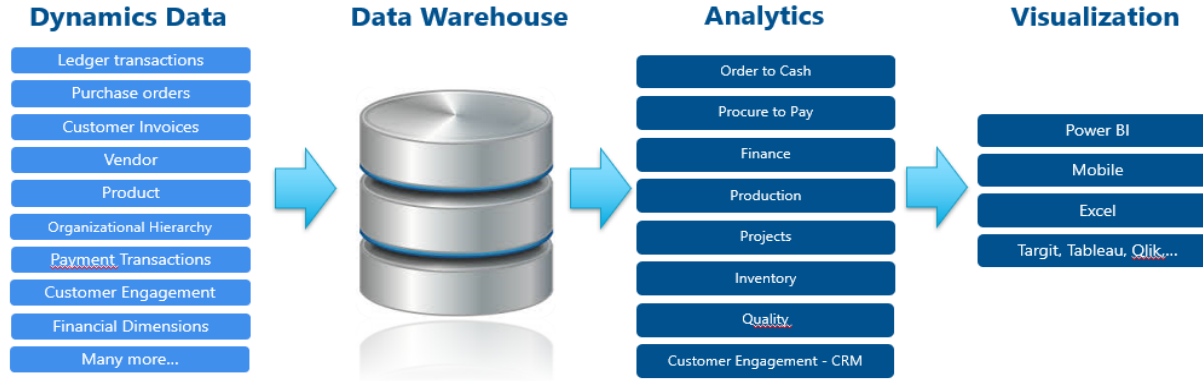 Dynamics Data
Ledger transactions
Purchase orders
Customer Invoices
Vendor
Product
Organizational Hierarchy
Payment Transactions
Customer Engagement
Financial Dimensions
Many more...
Data Warehouse
Analytics
Order to Cash
Procure to Pay
Finance
Production
Projects
Inventory
Quality
Customer Engagement - CRM
Visualization
Power BI
Mobile
Excel
Targit, Tableau, Qlik,...